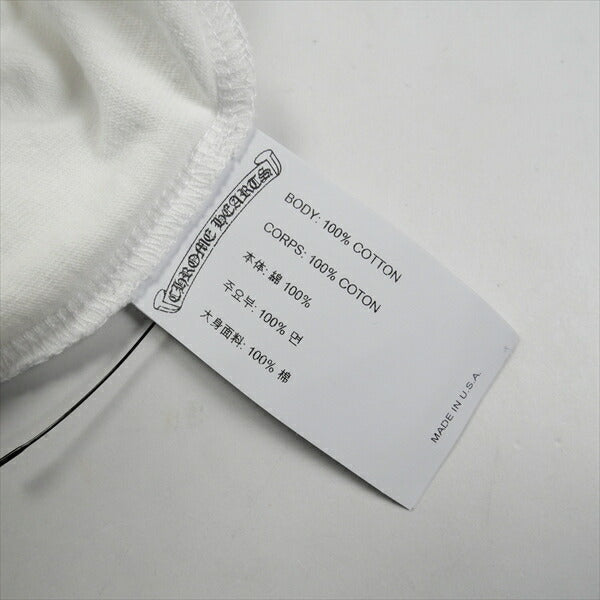 CHROME HEARTS
BODY: 100% COTTON
CORPS: 100% COTON
本体: 綿 100%
주요부: 100% 면
大身面料: 100% 棉
MADE IN U.S.A.